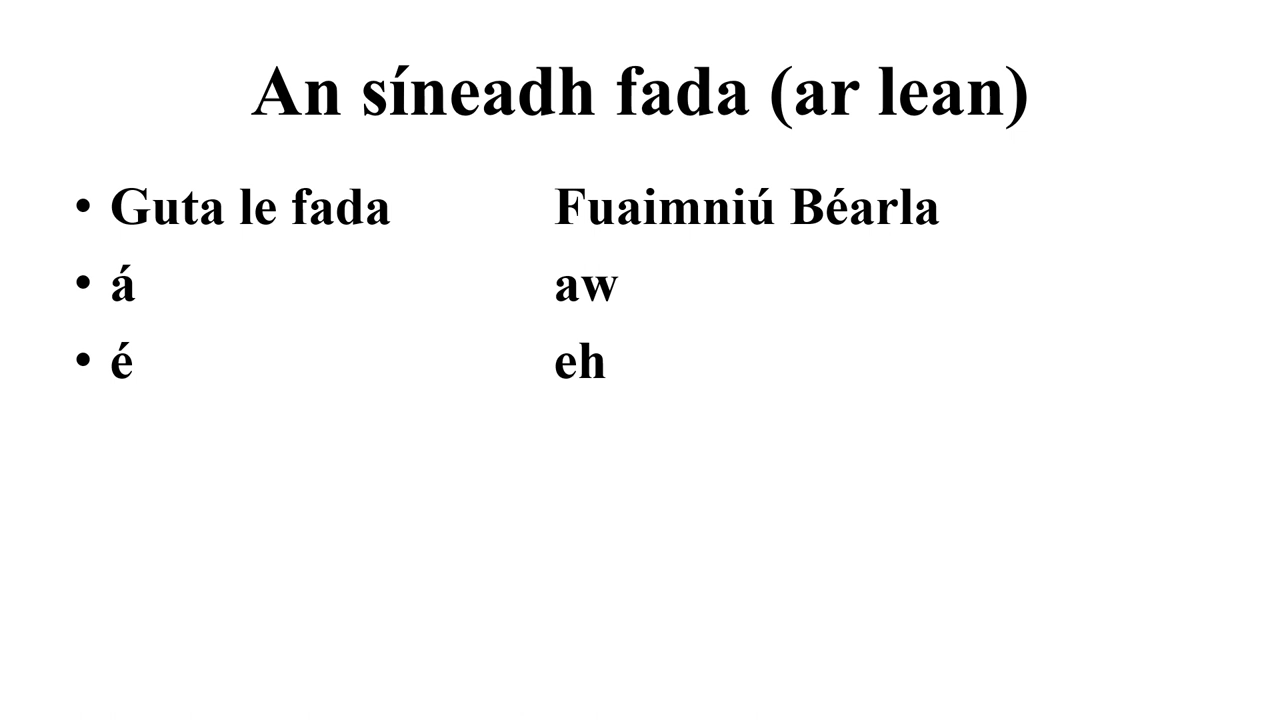 An síneadh fada (ar lean)
• Guta le fada Fuaimniú Béarla
• á aw
• é eh